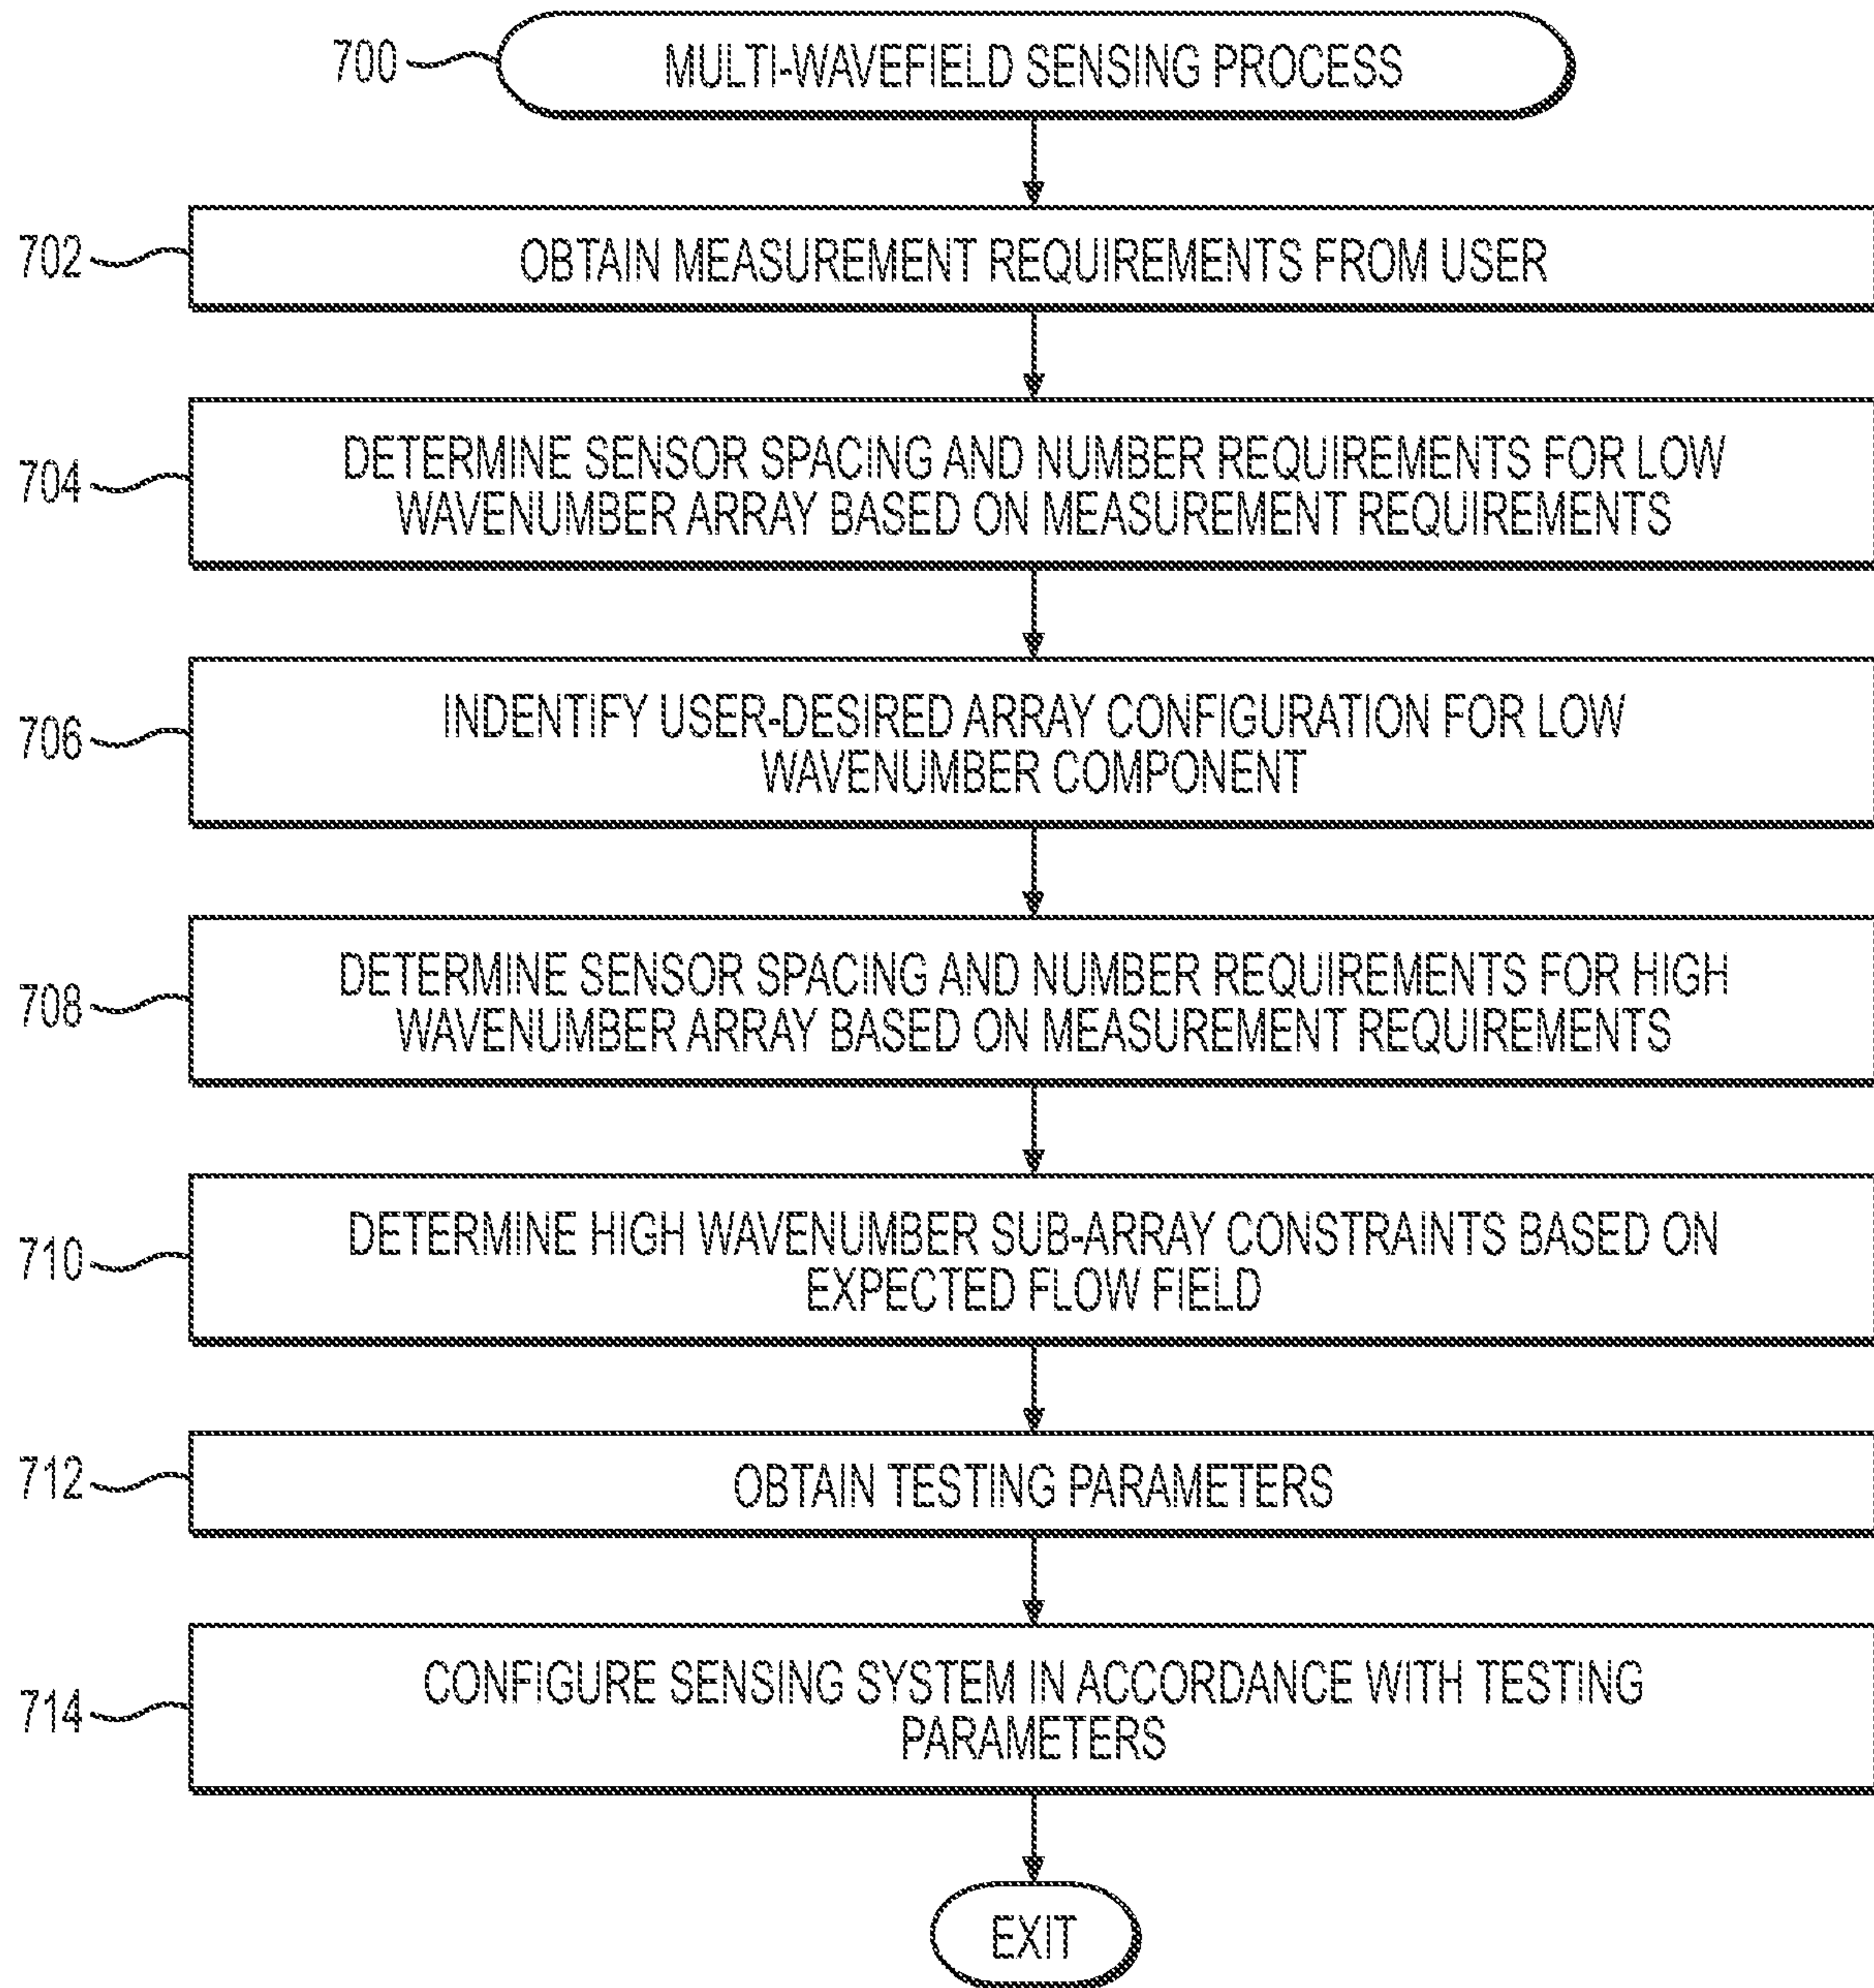 700
MULTI-WAVEFIELD SENSING PROCESS
702
OBTAIN MEASUREMENT REQUIREMENTS FROM USER
704
DETERMINE SENSOR SPACING AND NUMBER REQUIREMENTS FOR LOW
WAVENUMBER ARRAY BASED ON MEASUREMENT REQUIREMENTS
706
INDENTIFY USER-DESIRED ARRAY CONFIGURATION FOR LOW
WAVENUMBER COMPONENT
708
DETERMINE SENSOR SPACING AND NUMBER REQUIREMENTS FOR HIGH
WAVENUMBER ARRAY BASED ON MEASUREMENT REQUIREMENTS
710
DETERMINE HIGH WAVENUMBER SUB-ARRAY CONSTRAINTS BASED ON
EXPECTED FLOW FIELD
712
OBTAIN TESTING PARAMETERS
714
CONFIGURE SENSING SYSTEM IN ACCORDANCE WITH TESTING
PARAMETERS
EXIT